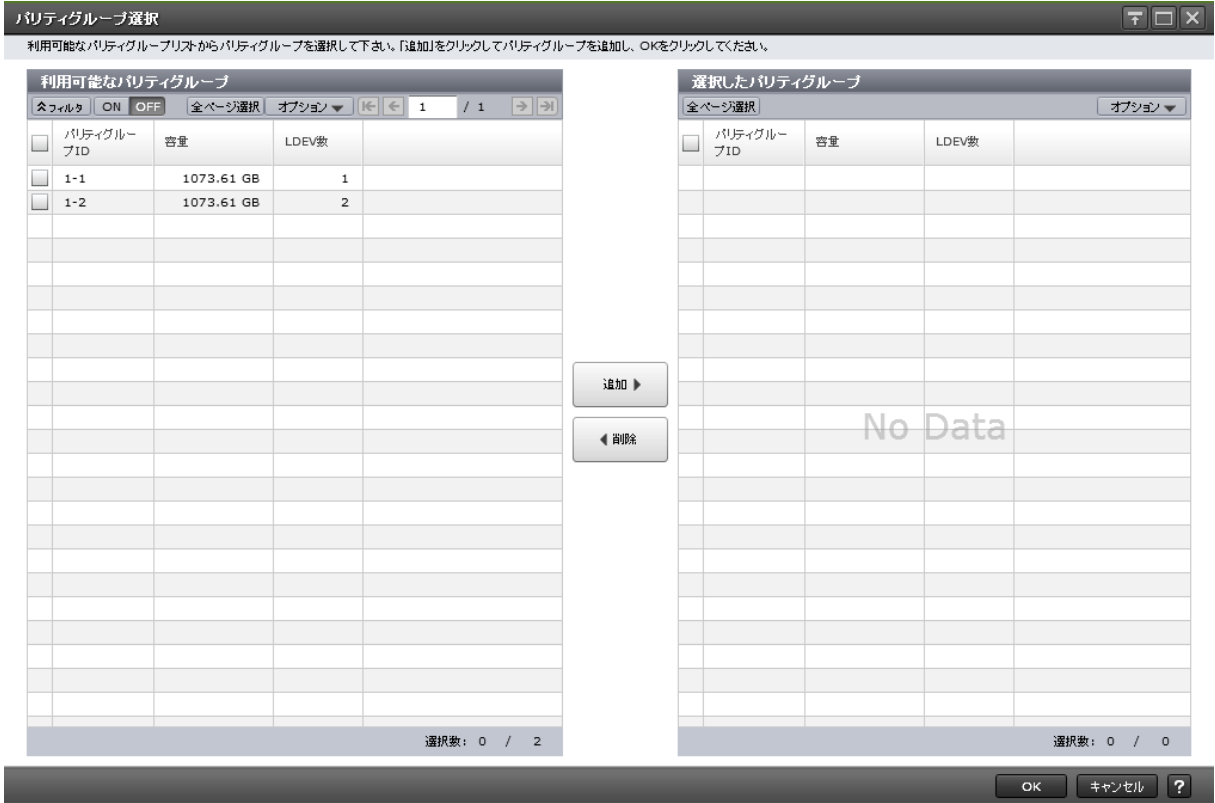 パリティグループ選択
利用可能なパリティグループリストからパリティグループを選択して下さい。「追加」をクリックしてパリティグループを追加し、OKをクリックしてください。
利用可能なパリティグループ
フィルタ ON OFF 全ページ選択 オプション 1 / 1
パリティグルー
プID
容量
LDEV数
1-1 1073.61 GB 1
1-2 1073.61 GB 2
選択数: 0 / 2
追加
削除
選択したパリティグループ
全ページ選択 オプション
パリティグルー
プID
容量
LDEV数
No Data
選択数: 0 / 0
OK キャンセル ?